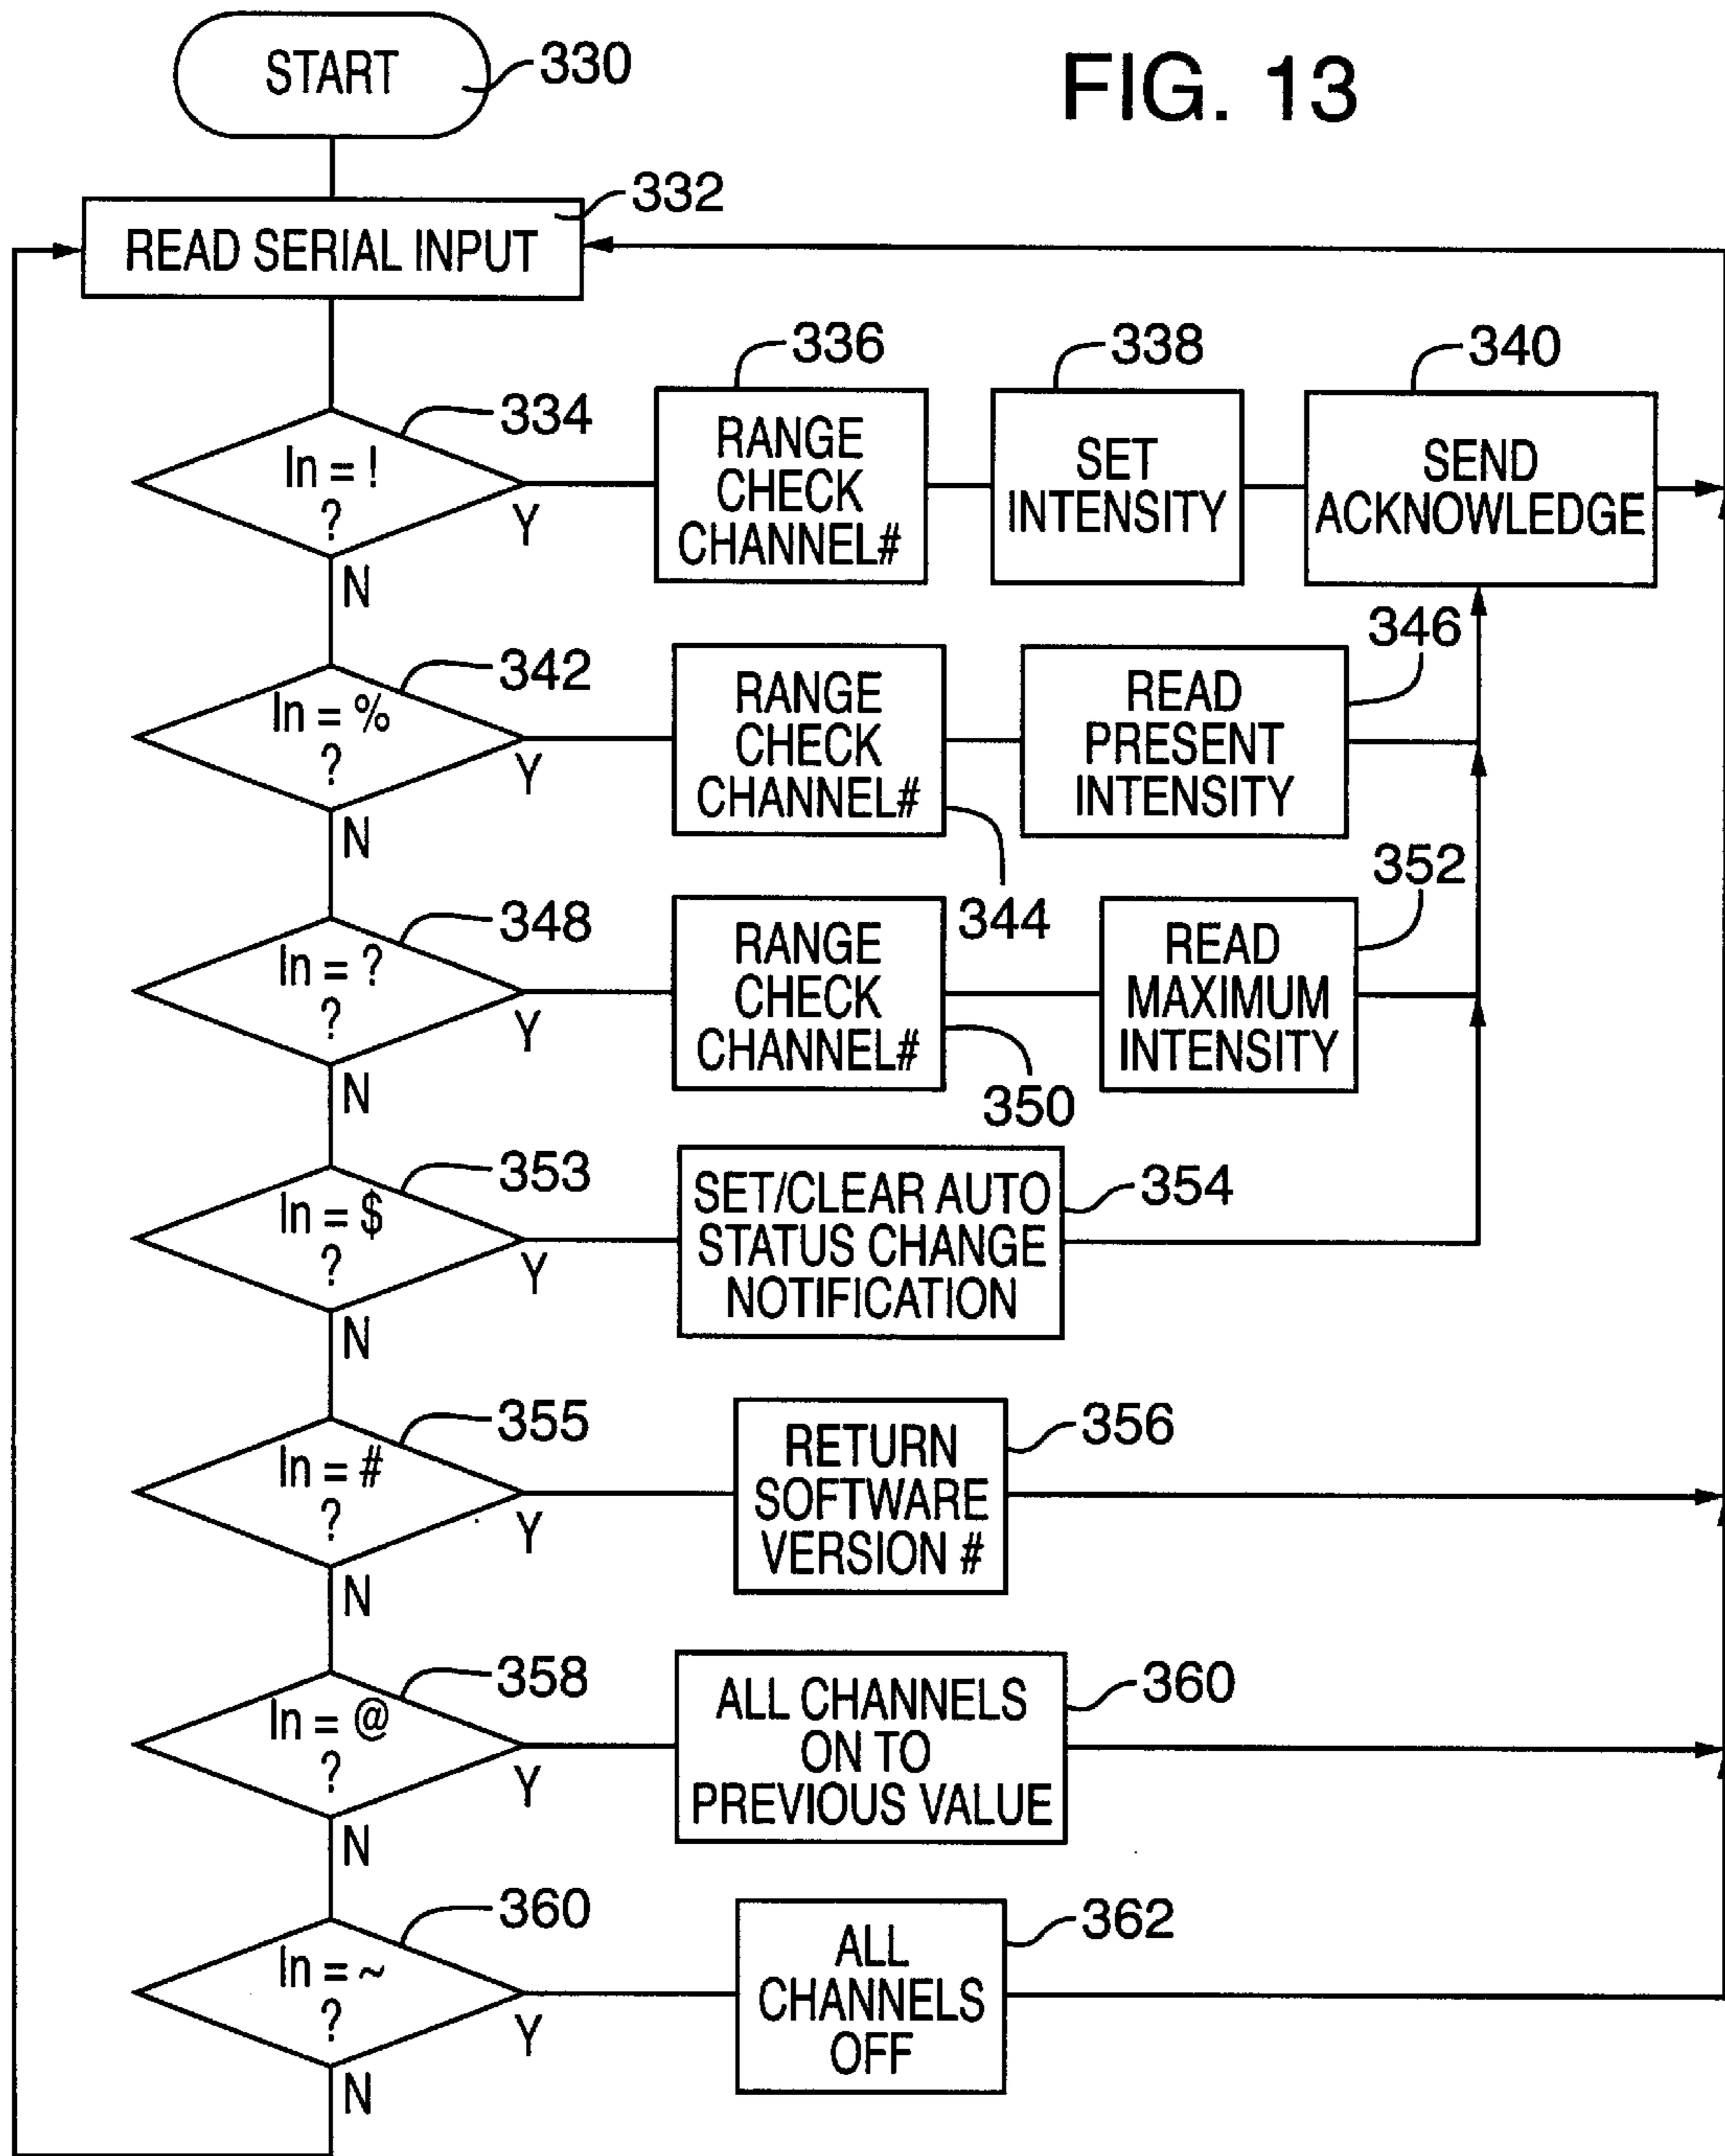 START
330
FIG. 13
332
READ SERIAL INPUT
336
338
340
334
In = !
?
Y
N
RANGE
CHECK
CHANNEL#
SET
INTENSITY
SEND
ACKNOWLEDGE
346
342
In = %
?
Y
N
RANGE
CHECK
CHANNEL#
READ
PRESENT
INTENSITY
344
352
348
In = ?
?
Y
N
RANGE
CHECK
CHANNEL#
READ
MAXIMUM
INTENSITY
350
353
In = $
?
Y
N
SET/CLEAR AUTO
STATUS CHANGE
NOTIFICATION
354
355
In = #
?
Y
N
RETURN
SOFTWARE
VERSION #
356
358
In = @
?
Y
N
ALL CHANNELS
ON TO
PREVIOUS VALUE
360
360
In = ~
?
Y
N
ALL
CHANNELS
OFF
362